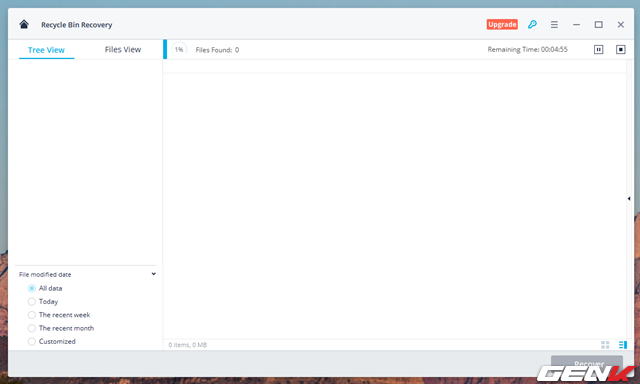 Recycle Bin Recovery
Upgrade
Tree View
Files View
1%
Files Found: 0
Remaining Time: 00:04:55
File modified date
All data
Today
The recent week
The recent month
Customized
0 items, 0 MB
Recover
GENK